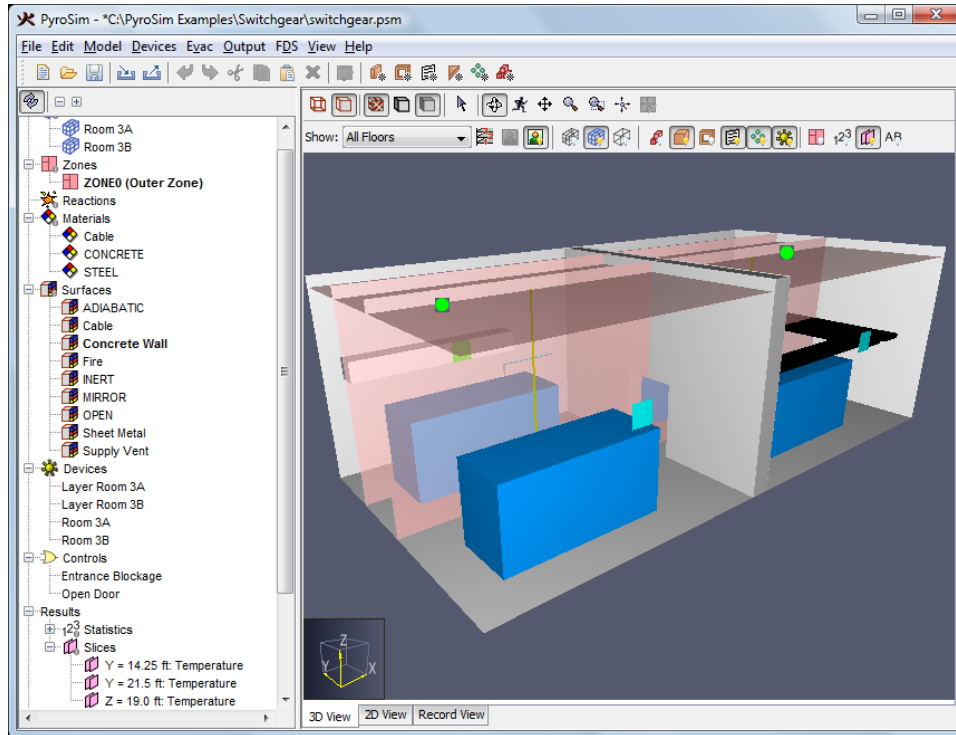 PyroSim - *C:\PyroSim Examples\Switchgear\switchgear.psm
File Edit Model Devices Evac Output FDS View Help
Show: All Floors
123
AB
Room 3A
Room 3B
Zones
ZONE0 (Outer Zone)
Reactions
Materials
Cable
CONCRETE
STEEL
Surfaces
ADIABATIC
Cable
Concrete Wall
Fire
INERT
MIRROR
OPEN
Sheet Metal
Supply Vent
Devices
Layer Room 3A
Layer Room 3B
Room 3A
Room 3B
Controls
Entrance Blockage
Open Door
Results
123 Statistics
Slices
Y = 14.25 ft: Temperature
Y = 21.5 ft: Temperature
Z = 19.0 ft: Temperature
Z
Y X
3D View 2D View Record View